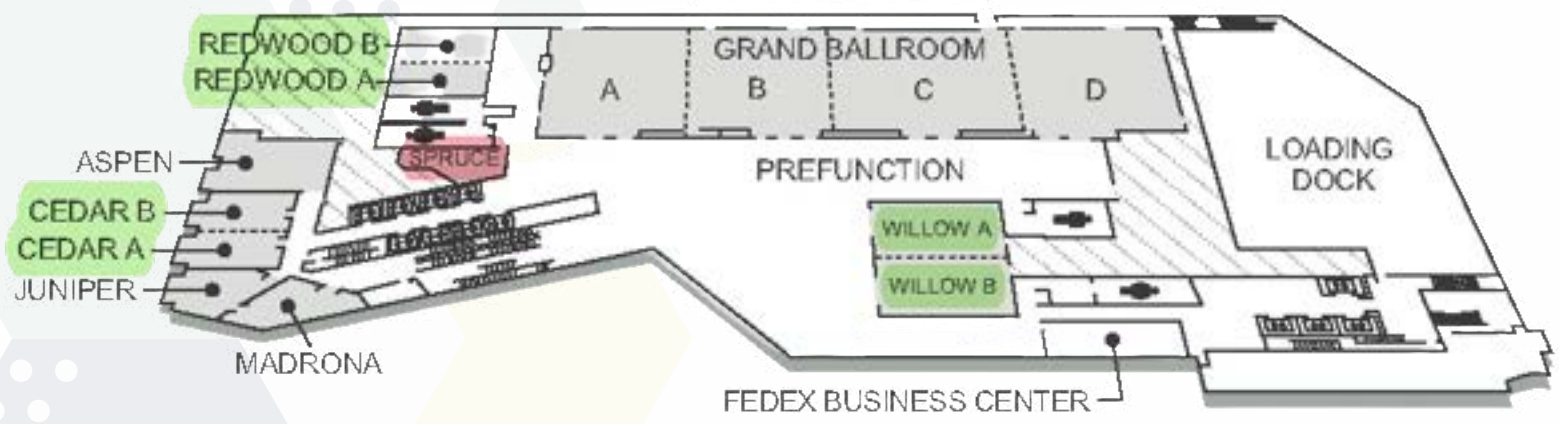 REDWOOD B
REDWOOD A
GRAND BALLROOM
A
B
C
D
SPRUCE
ASPEN
PREFUNCTION
LOADING
DOCK
CEDAR B
CEDAR A
JUNIPER
WILLOW A
WILLOW B
MADRONA
FEDEX BUSINESS CENTER